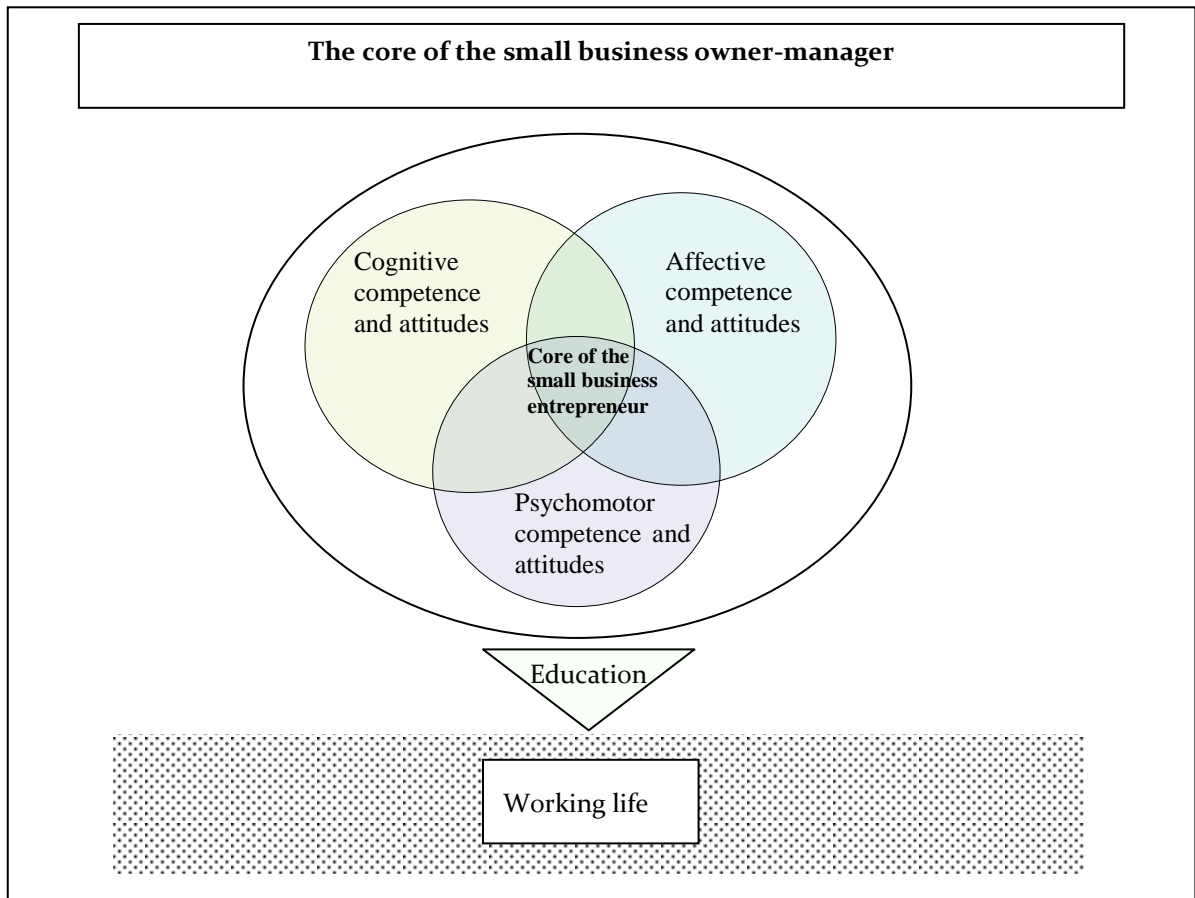 The core of the small business owner-manager
Cognitive
competence
and attitudes
Affective
competence
and attitudes
Core of the
small business
entrepreneur
Psychomotor
competence and
attitudes
Education
Working life